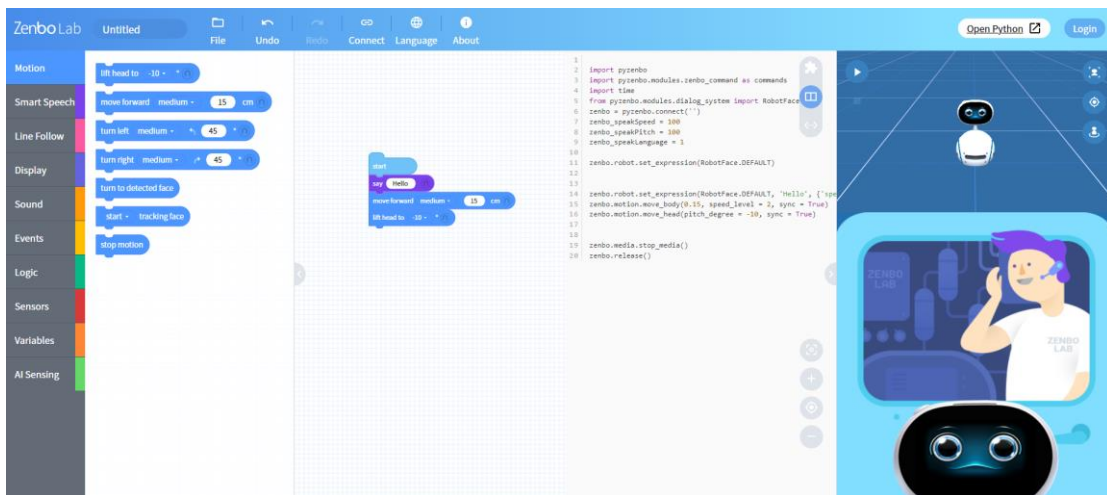 Zenbo Lab
Untitled
File
Undo
Redo
Connect
Language
About
Open Python
Login
Motion
Smart Speech
Line Follow
Display
Sound
Events
Logic
Sensors
Variables
AI Sensing
lift head to -10 °
move forward medium 15 cm
turn left medium 45 °
turn right medium 45 °
turn to detected face
start tracking face
stop motion
start
say Hello
move forward medium 15 cm
lift head to -10 °
1
2 import pyzenbo
3 import pyzenbo.modules.zenbo_command as commands
4 import time
5 from pyzenbo.modules.dialog_system import RobotFace
6 zenbo = pyzenbo.connect('')
7 zenbo_speakSpeed = 100
8 zenbo_speakPitch = 100
9 zenbo_speakLanguage = 1
10
11 zenbo.robot.set_expression(RobotFace.DEFAULT)
12
13
14 zenbo.robot.set_expression(RobotFace.DEFAULT, 'Hello', {'spe
15 zenbo.motion.move_body(0.15, speed_level = 2, sync = True)
16 zenbo.motion.move_head(pitch_degree = -10, sync = True)
17
18
19 zenbo.media.stop_media()
20 zenbo.release()
ZENBO
LAB
ZENBO
LAB